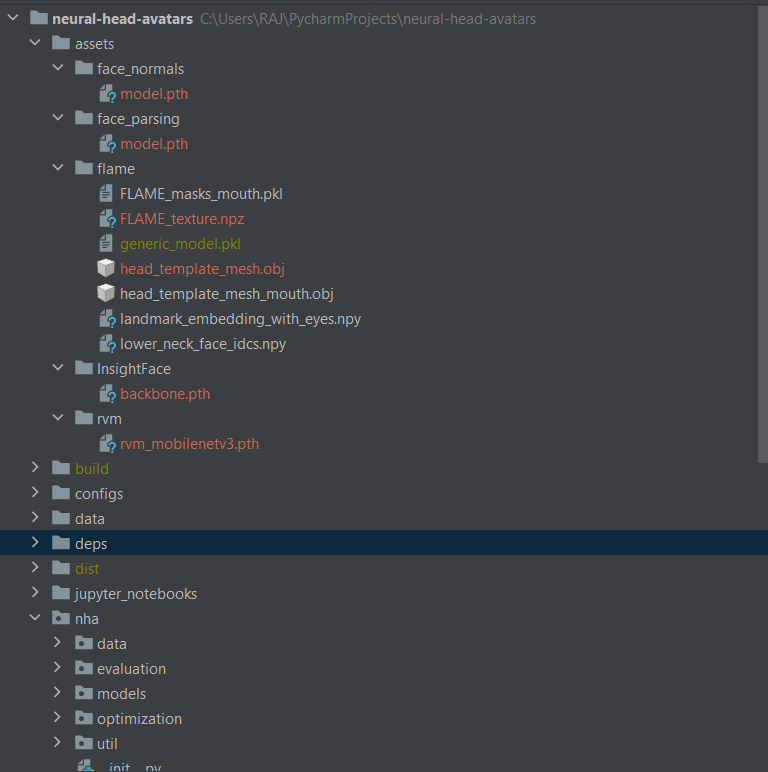 neural-head-avatars C:\Users\RAJ\PycharmProjects\neural-head-avatars
assets
face_normals
model.pth
face_parsing
model.pth
flame
FLAME_masks_mouth.pkl
FLAME_texture.npz
generic_model.pkl
head_template_mesh.obj
head_template_mesh_mouth.obj
landmark_embedding_with_eyes.npy
lower_neck_face_idcs.npy
InsightFace
backbone.pth
rvm
rvm_mobilenetv3.pth
build
configs
data
deps
dist
jupyter_notebooks
nha
data
evaluation
models
optimization
util
__init__.py